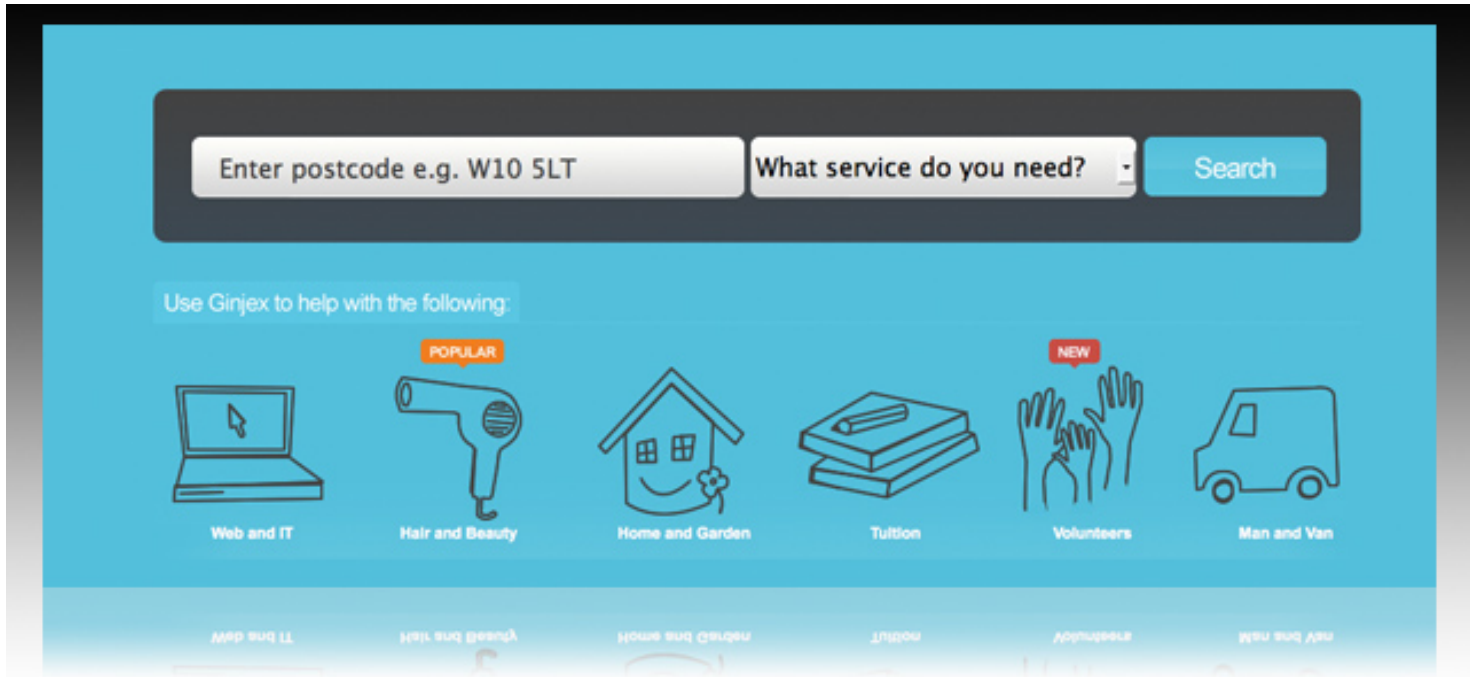 Enter postcode e.g. W10 5LT
What service do you need?
Search
Use Ginjex to help with the following:
POPULAR
NEW
Web and IT
Hair and Beauty
Home and Garden
Tuition
Volunteers
Man and Van